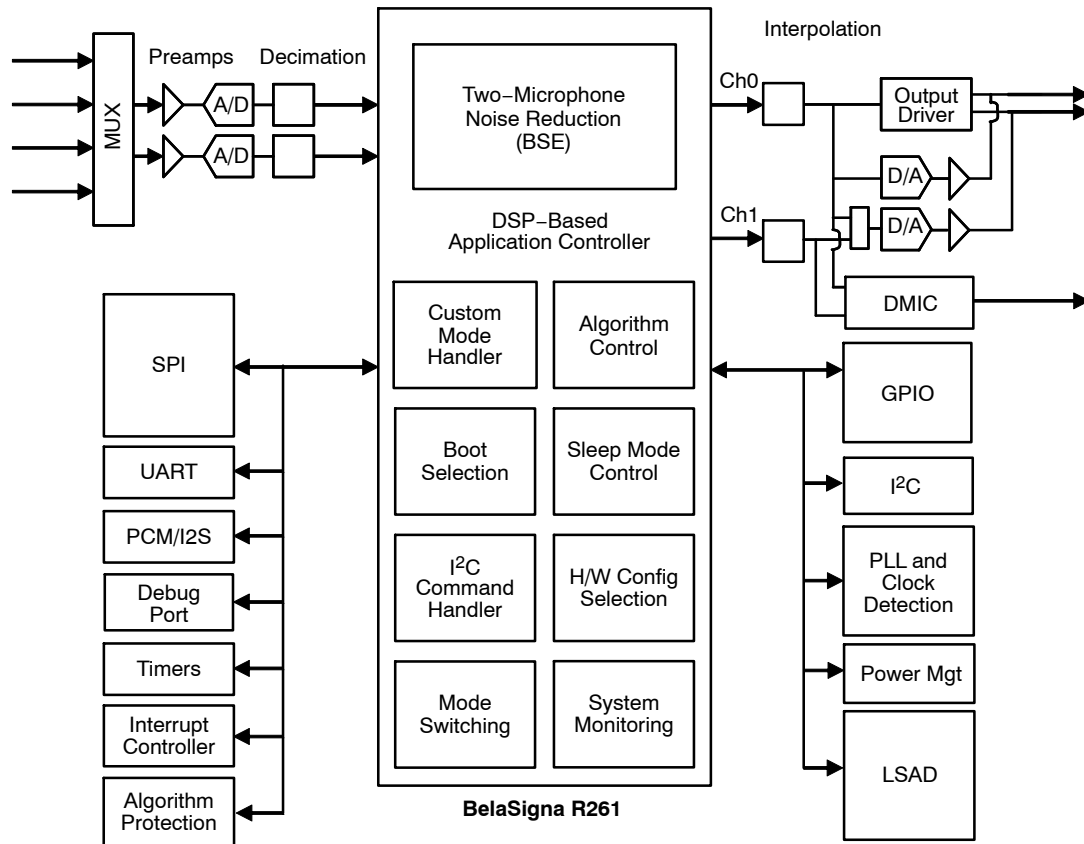 Preamps
Decimation
MUX
A/D
A/D
Two−Microphone
Noise Reduction
(BSE)
DSP−Based
Application Controller
Custom
Mode
Handler
Algorithm
Control
Boot
Selection
Sleep Mode
Control
I²C
Command
Handler
H/W Config
Selection
Mode
Switching
System
Monitoring
BelaSigna R261
Interpolation
Ch0
Ch1
Output
Driver
D/A
D/A
DMIC
SPI
UART
PCM/I2S
Debug
Port
Timers
Interrupt
Controller
Algorithm
Protection
GPIO
I²C
PLL and
Clock
Detection
Power Mgt
LSAD